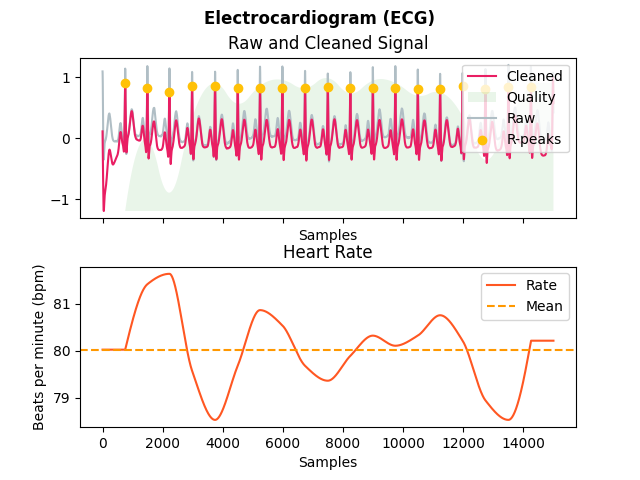 Electrocardiogram (ECG)
Raw and Cleaned Signal
1
0
−1
Cleaned
Quality
Raw
R-peaks
Samples
Heart Rate
Beats per minute (bpm)
81
80
79
Rate
Mean
0 2000 4000 6000 8000 10000 12000 14000
Samples